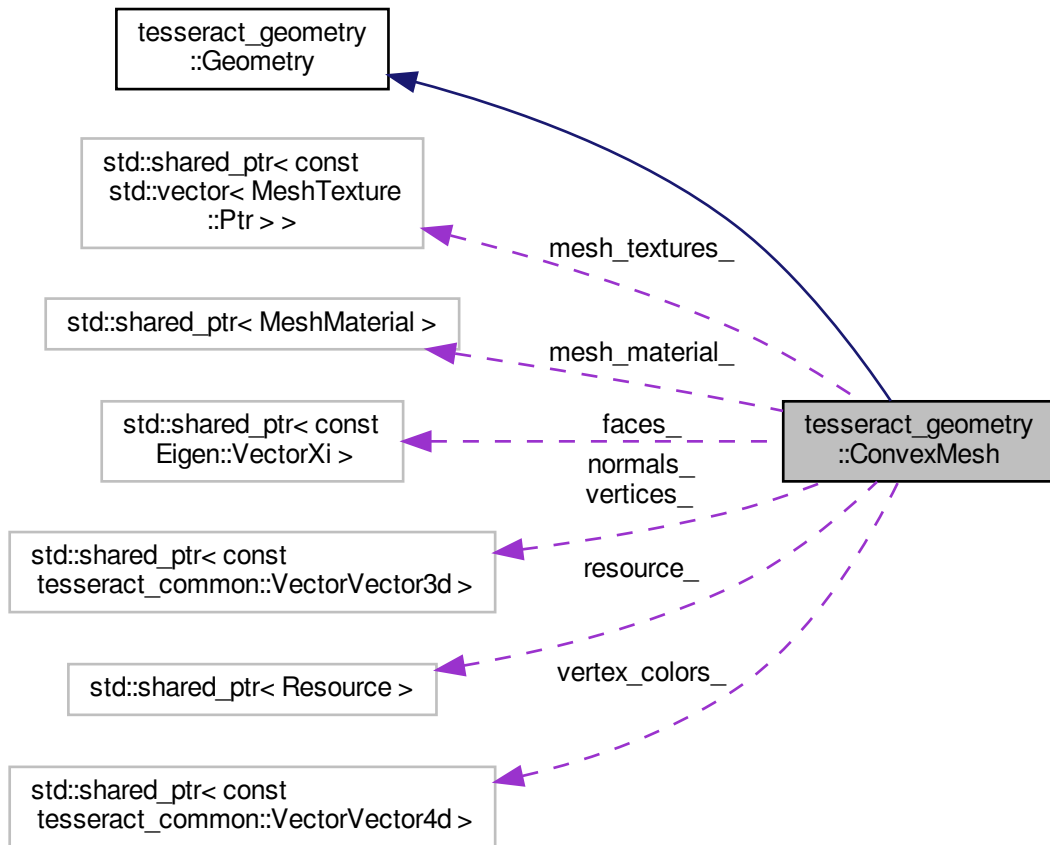 tesseract_geometry
::Geometry
std::shared_ptr< const
std::vector< MeshTexture
::Ptr > >
mesh_textures_
std::shared_ptr< MeshMaterial >
mesh_material_
std::shared_ptr< const
Eigen::VectorXi >
faces_
tesseract_geometry
::ConvexMesh
normals_
vertices_
std::shared_ptr< const
tesseract_common::VectorVector3d >
resource_
std::shared_ptr< Resource >
vertex_colors_
std::shared_ptr< const
tesseract_common::VectorVector4d >